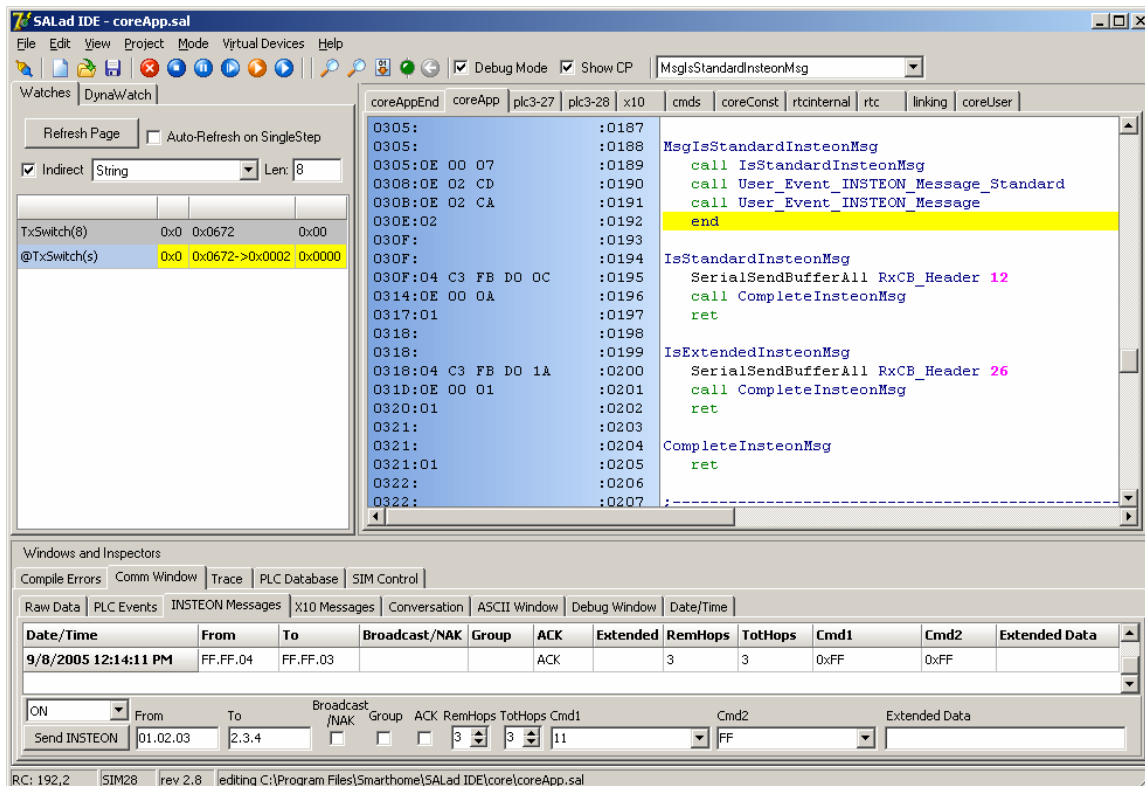 SALad IDE - coreApp.sal
File Edit View Project Mode Virtual Devices Help
Debug Mode Show CP MsgIsStandardInsteonMsg
Watches DynaWatch
Refresh Page Auto-Refresh on SingleStep
Indirect String Len: 8
TxSwitch(8) 0x0 0x0672 0x00
@TxSwitch(s) 0x0 0x0672->0x0002 0x0000
coreAppEnd coreApp plc3-27 plc3-28 x10 cmds coreConst rtcinternal rtc linking coreUser
0305: :0187
0305: :0188 MsgIsStandardInsteonMsg
0305:0E 00 07 :0189 call IsStandardInsteonMsg
0308:0E 02 CD :0190 call User_Event_INSTEON_Message_Standard
030B:0E 02 CA :0191 call User_Event_INSTEON_Message
030E:02 :0192 end
030F: :0193
030F: :0194 IsStandardInsteonMsg
030F:04 C3 FB D0 0C :0195 SerialSendBufferAll RxCB_Header 12
0314:0E 00 0A :0196 call CompleteInsteonMsg
0317:01 :0197 ret
0318: :0198
0318: :0199 IsExtendedInsteonMsg
0318:04 C3 FB D0 1A :0200 SerialSendBufferAll RxCB_Header 26
031D:0E 00 01 :0201 call CompleteInsteonMsg
0320:01 :0202 ret
0321: :0203
0321: :0204 CompleteInsteonMsg
0321:01 :0205 ret
0322: :0206
0322: :0207 ;------------------------------------------------
Windows and Inspectors
Compile Errors Comm Window Trace PLC Database SIM Control
Raw Data PLC Events INSTEON Messages X10 Messages Conversation ASCII Window Debug Window Date/Time
Date/Time From To Broadcast/NAK Group ACK Extended RemHops TotHops Cmd1 Cmd2 Extended Data
9/8/2005 12:14:11 PM FF.FF.04 FF.FF.03 ACK 3 3 0xFF 0xFF
ON From To Broadcast /NAK Group ACK RemHops TotHops Cmd1 Cmd2 Extended Data
Send INSTEON 01.02.03 2.3.4 3 3 11 FF
RC: 192,2 SIM28 rev 2.8 editing C:\Program Files\Smarthome\SALad IDE\core\coreApp.sal